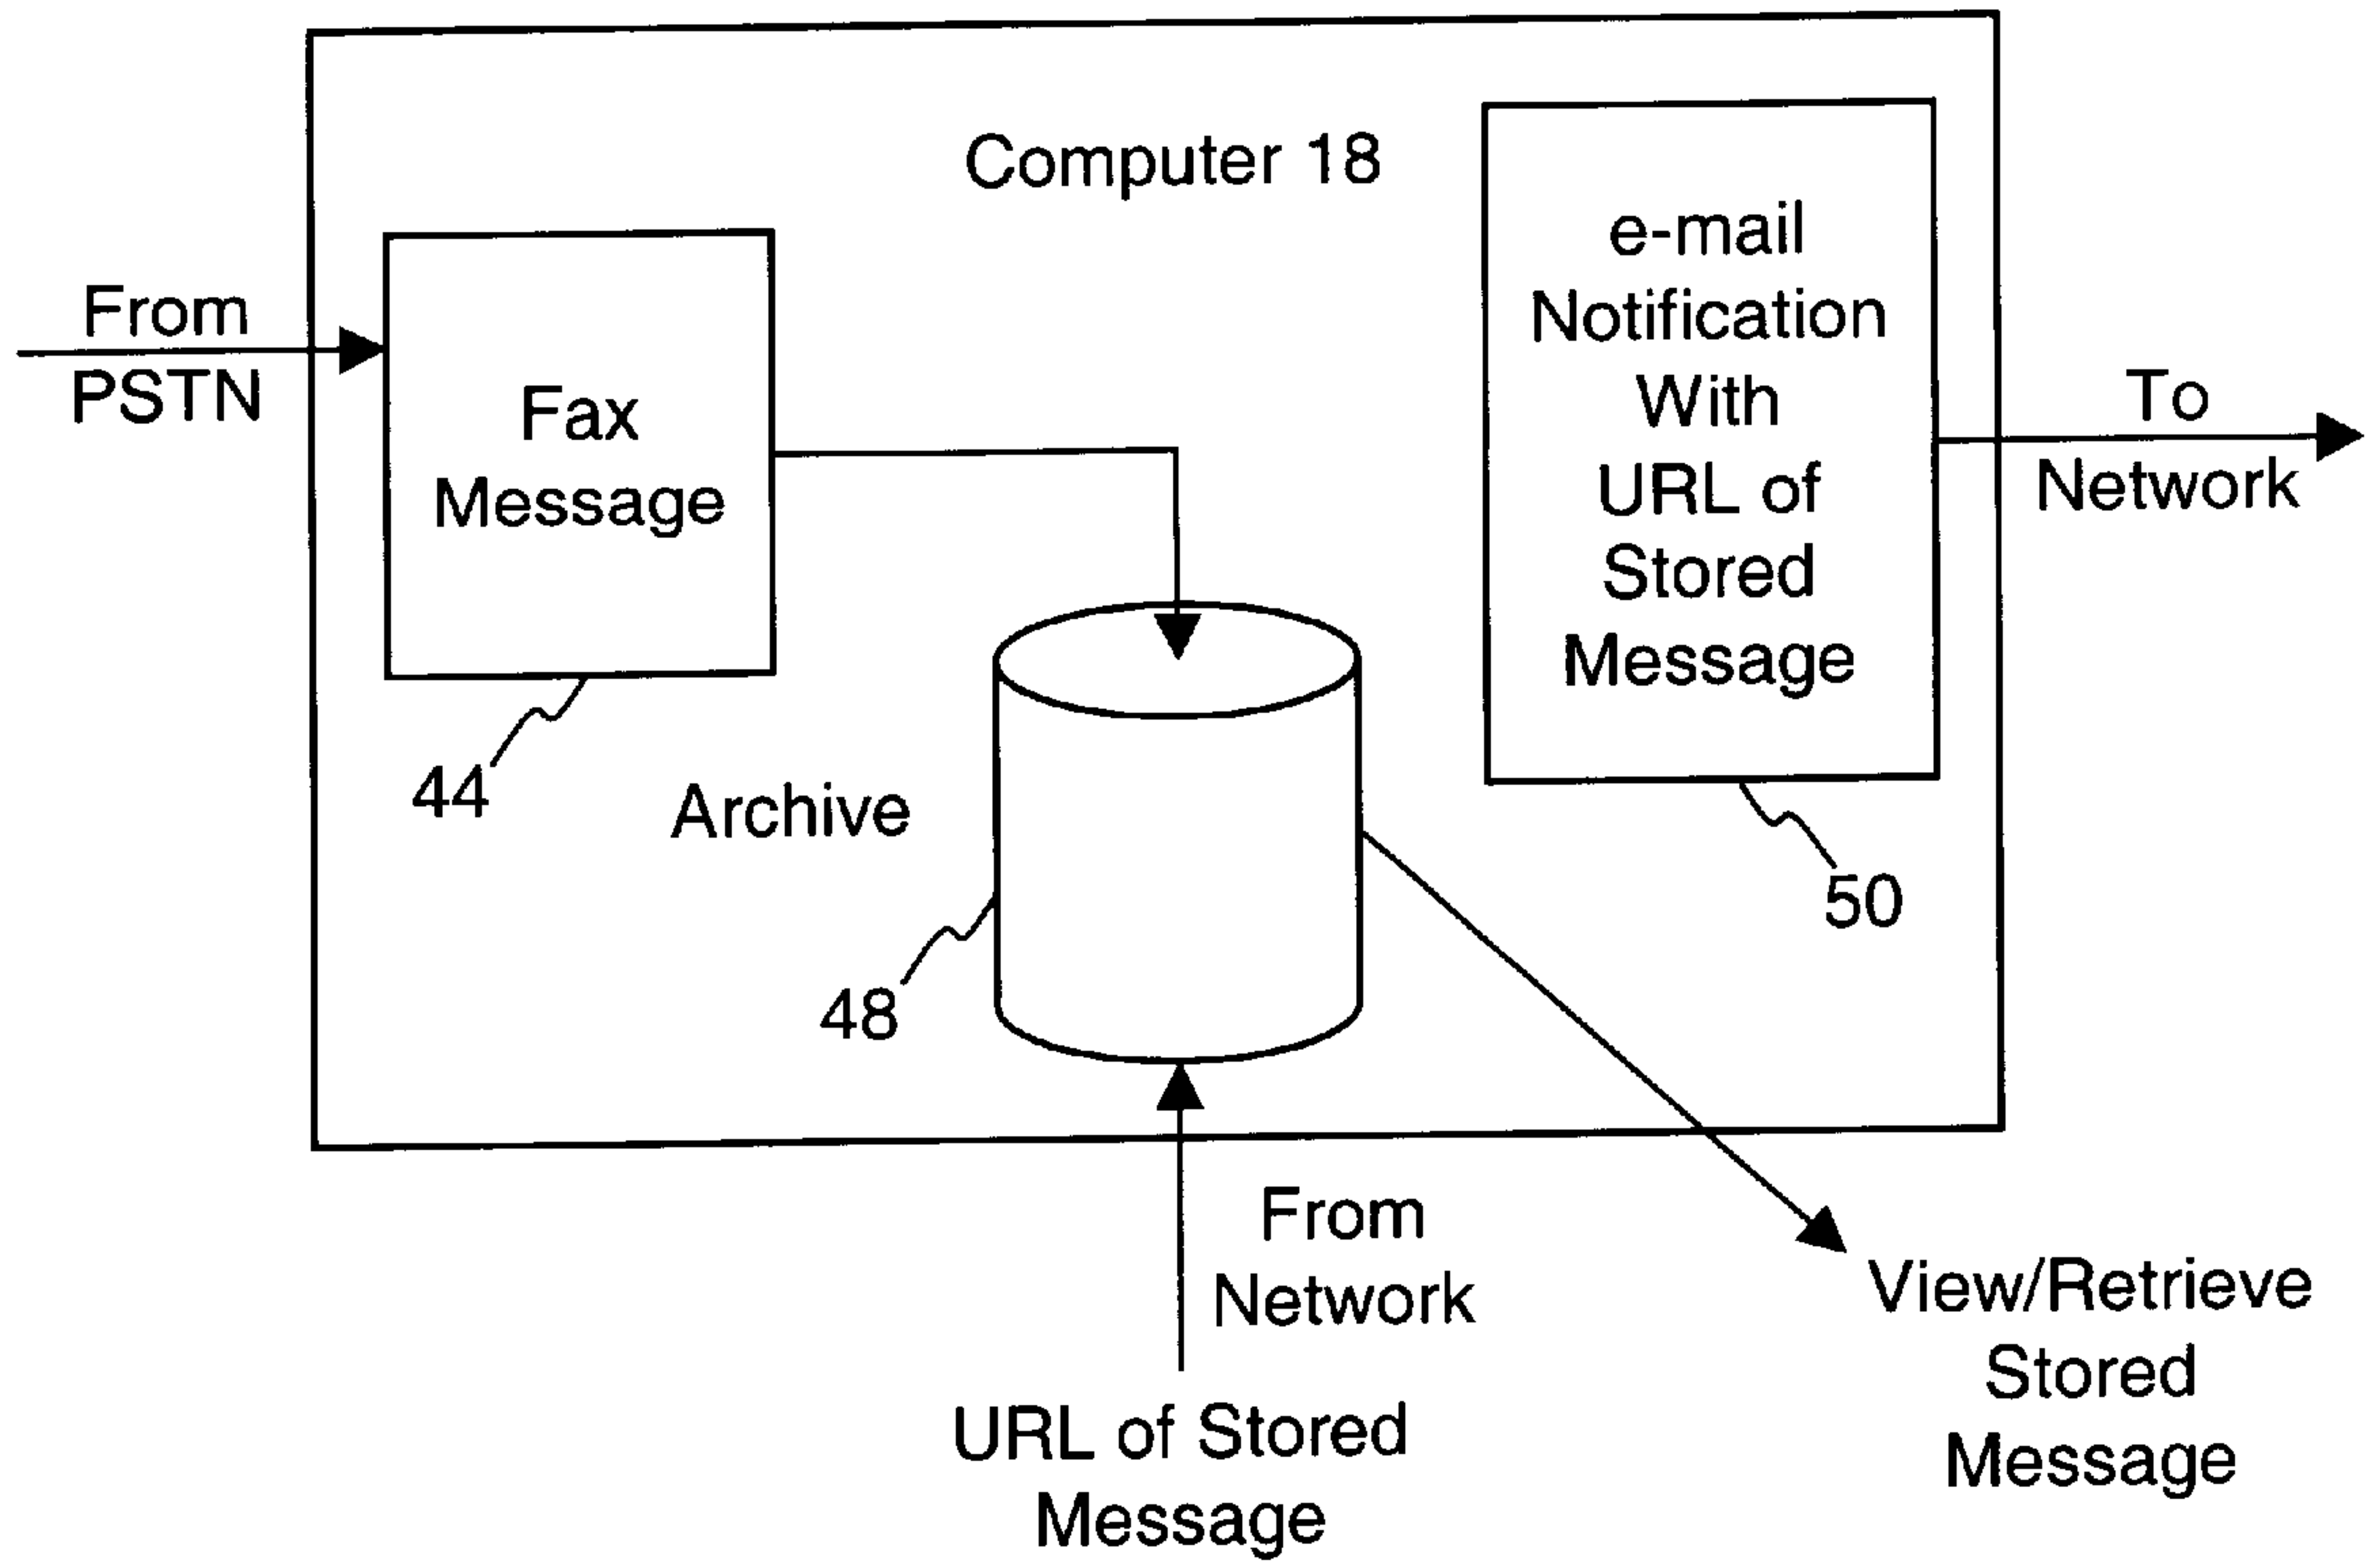 Computer 18
From
PSTN
Fax
Message
44
Archive
48
e-mail
Notification
With
URL of
Stored
Message
50
To
Network
From
Network
URL of Stored
Message
View/Retrieve
Stored
Message